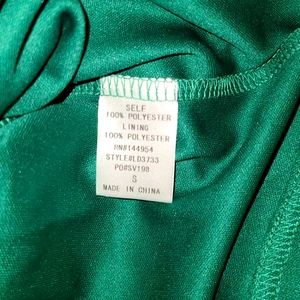 SELF
100% POLYESTER
LINING
100% POLYESTER
RN#144954
STYLE#LD3733
PO#SV198
S
MADE IN CHINA